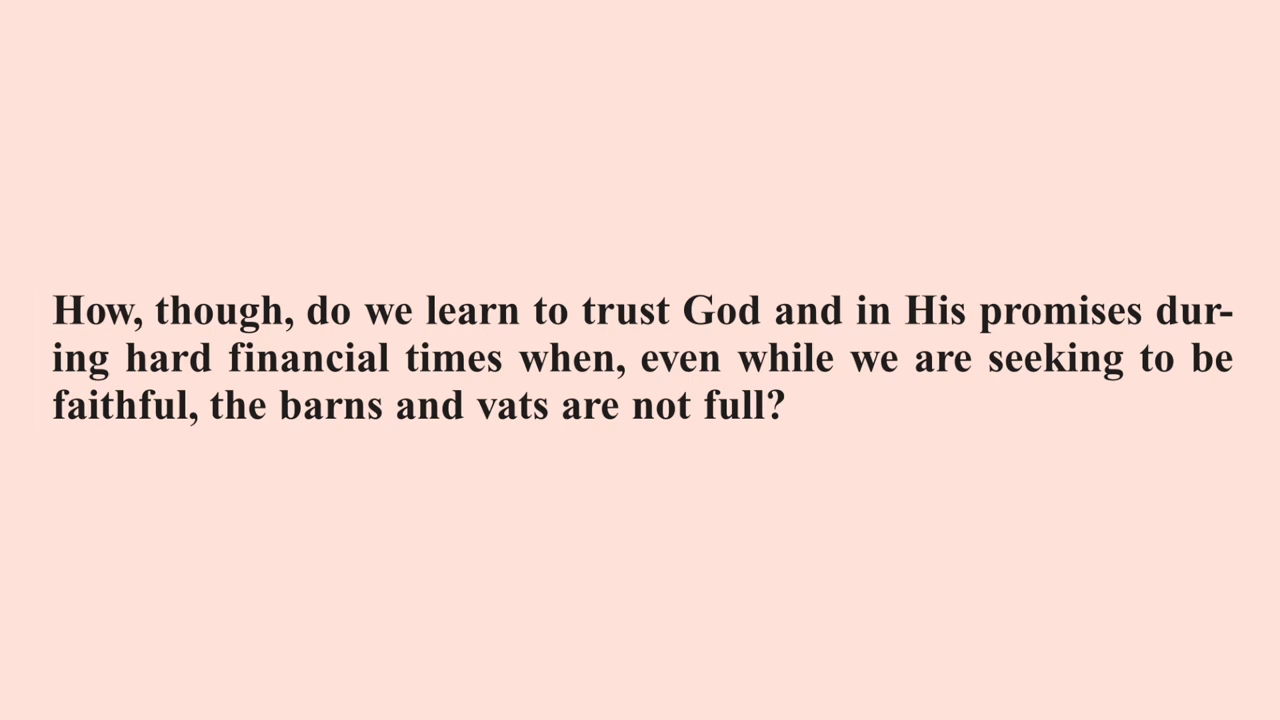 How, though, do we learn to trust God and in His promises dur-
ing hard financial times when, even while we are seeking to be
faithful, the barns and vats are not full?